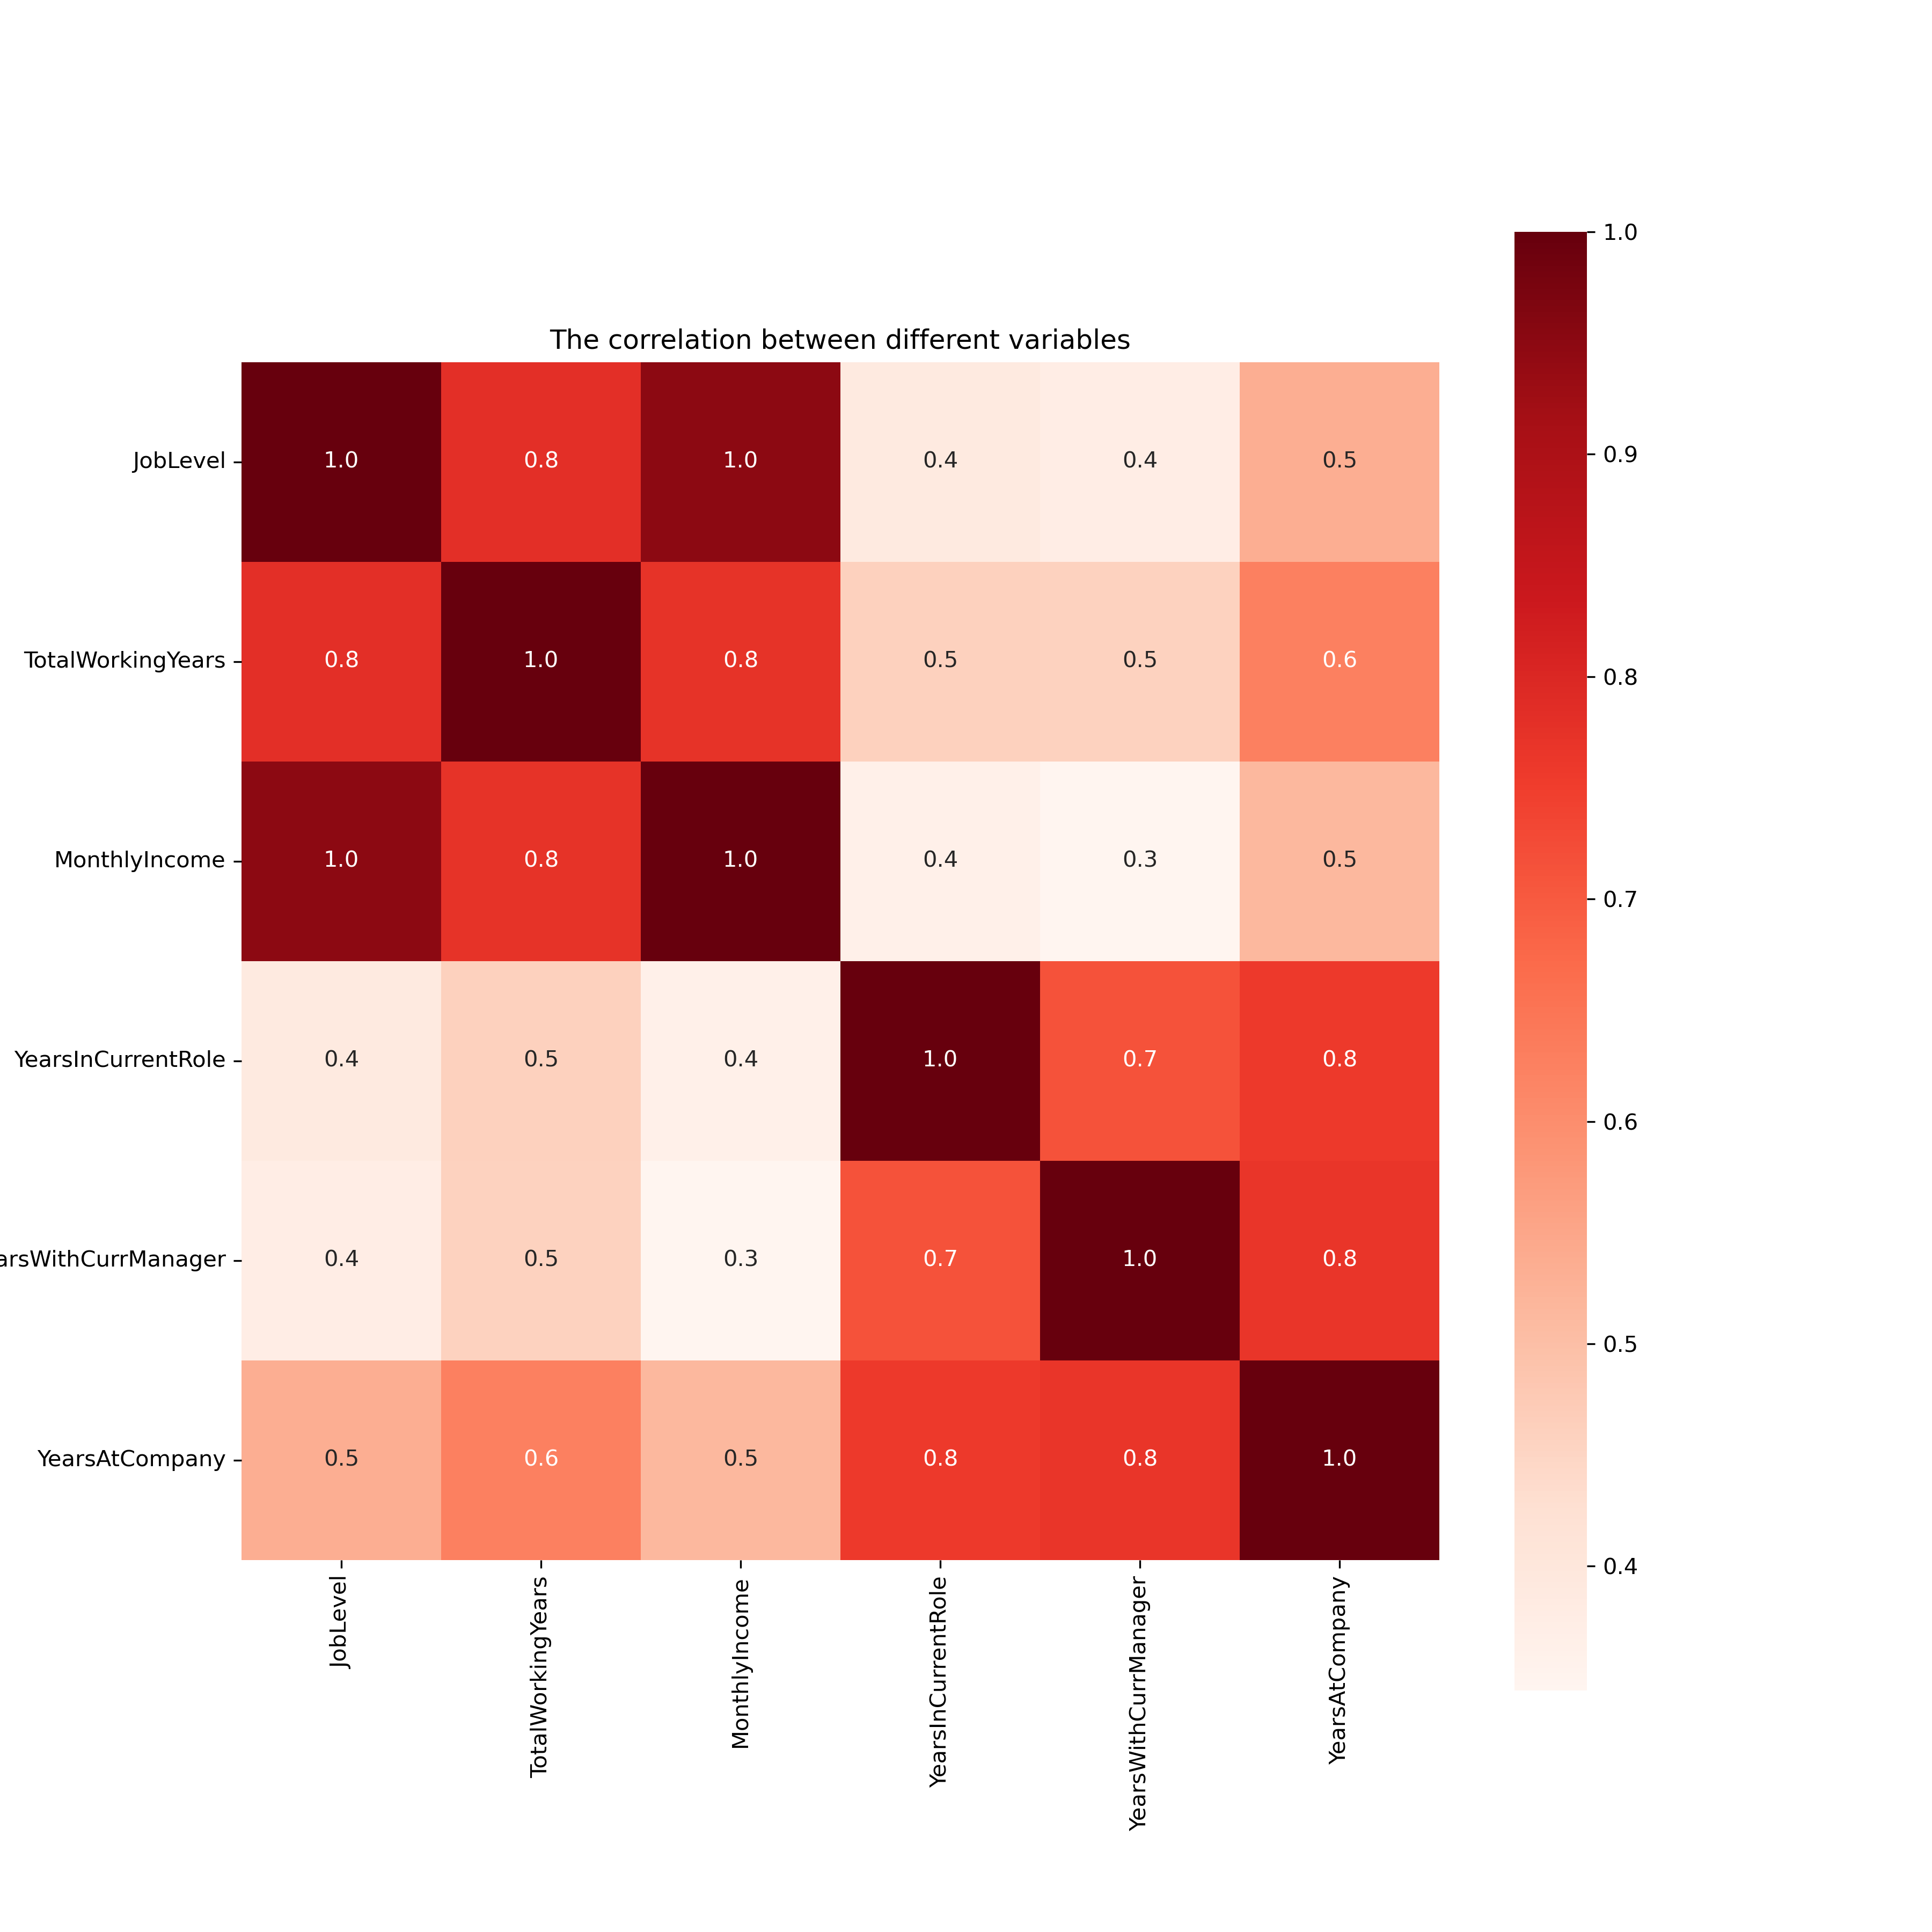 The correlation between different variables
JobLevel 1.0 0.8 1.0 0.4 0.4 0.5
TotalWorkingYears 0.8 1.0 0.8 0.5 0.5 0.6
MonthlyIncome 1.0 0.8 1.0 0.4 0.3 0.5
YearsInCurrentRole 0.4 0.5 0.4 1.0 0.7 0.8
arsWithCurrManager 0.4 0.5 0.3 0.7 1.0 0.8
YearsAtCompany 0.5 0.6 0.5 0.8 0.8 1.0
JobLevel
TotalWorkingYears
MonthlyIncome
YearsInCurrentRole
YearsWithCurrManager
YearsAtCompany
1.0
0.9
0.8
0.7
0.6
0.5
0.4